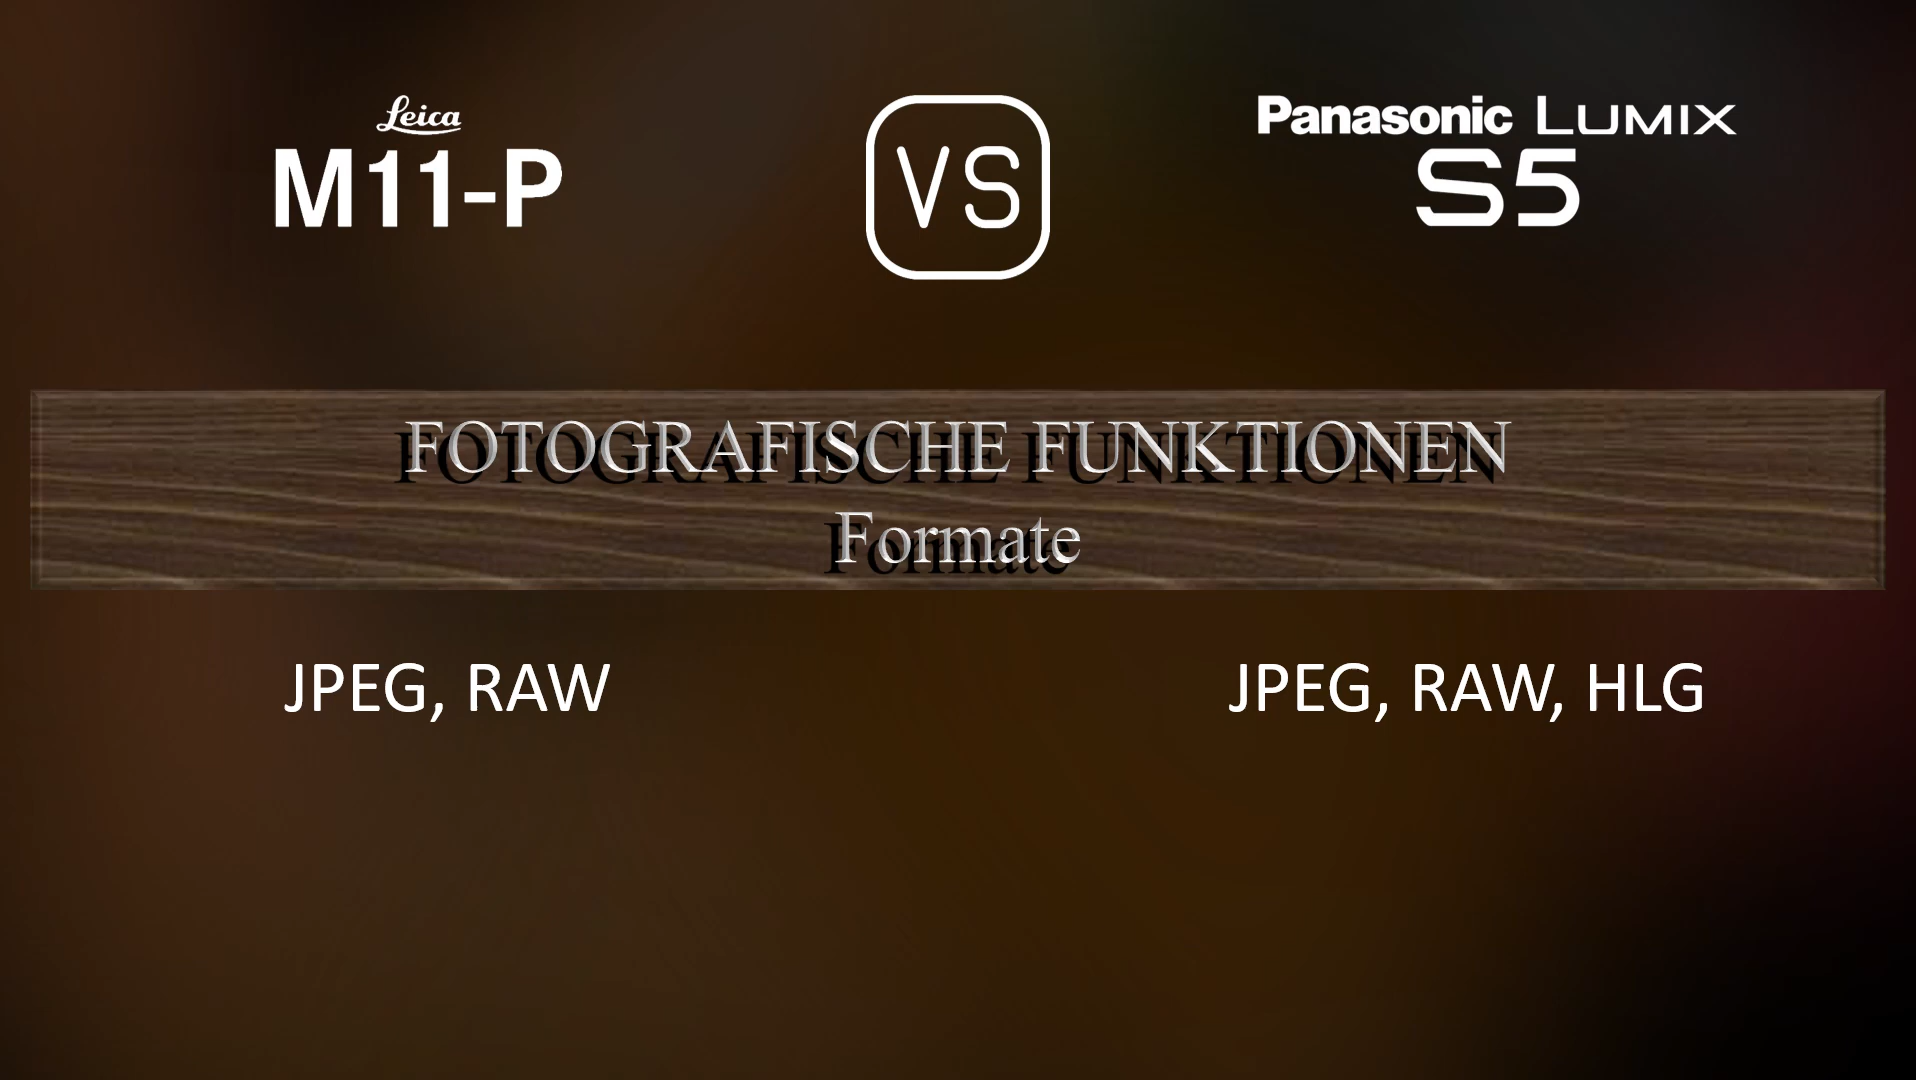 Leica
M11-P
VS
Panasonic LUMIX
S5
FOTOGRAFISCHE FUNKTIONEN
Formate
JPEG, RAW
JPEG, RAW, HLG